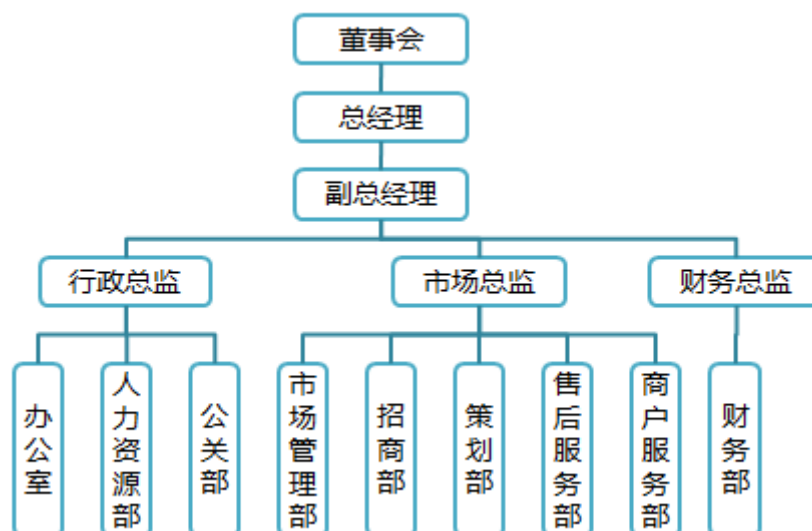 董事会
总经理
副总经理
行政总监
市场总监
财务总监
办公室
人力资源部
公关部
市场管理部
招商部
策划部
售后服务部
商户服务部
财务部